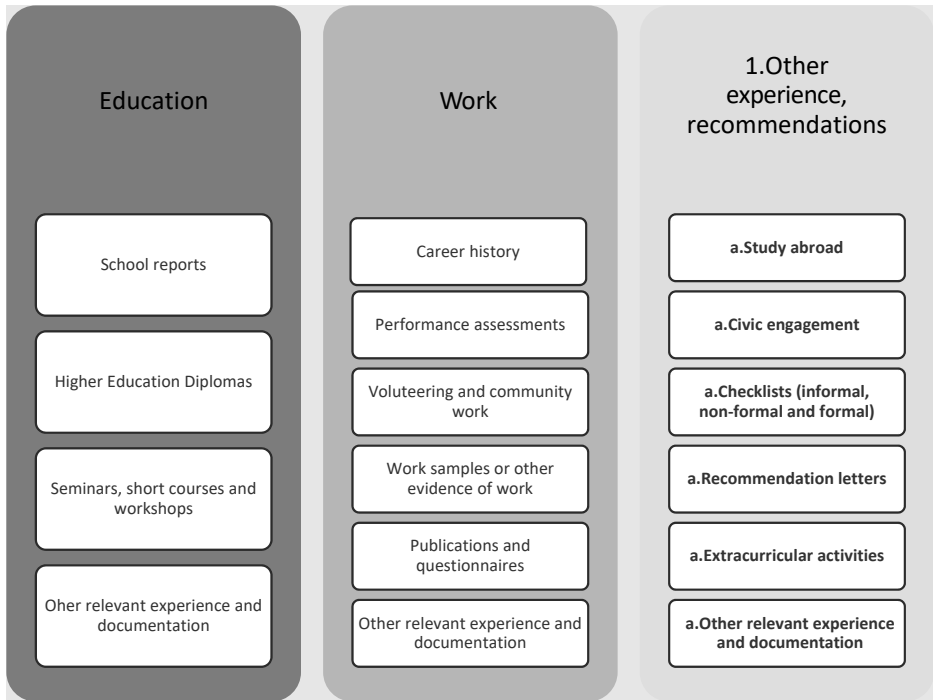 Education
School reports
Higher Education Diplomas
Seminars, short courses and
workshops
Oher relevant experience and
documentation
Work
Career history
Performance assessments
Voluteering and community
work
Work samples or other
evidence of work
Publications and
questionnaires
Other relevant experience and
documentation
1.Other
experience,
recommendations
a.Study abroad
a.Civic engagement
a.Checklists (informal,
non-formal and formal)
a.Recommendation letters
a.Extracurricular activities
a.Other relevant experience
and documentation